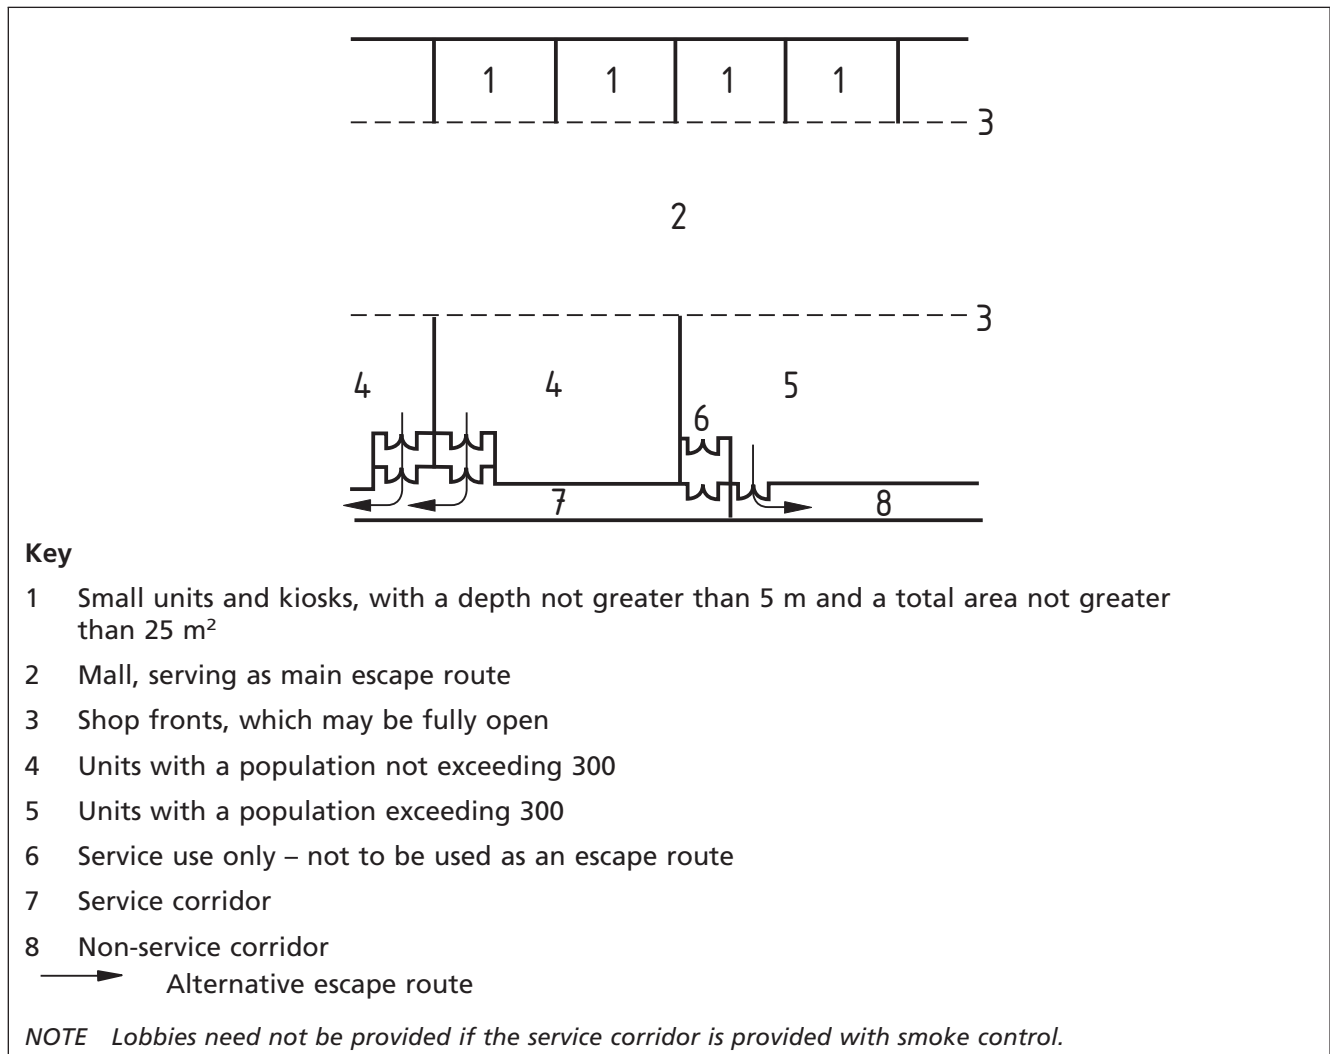 1 1 1 1
3
2
3
4 4 5
6
7 8
Key
1 Small units and kiosks, with a depth not greater than 5 m and a total area not greater
than 25 m²
2 Mall, serving as main escape route
3 Shop fronts, which may be fully open
4 Units with a population not exceeding 300
5 Units with a population exceeding 300
6 Service use only – not to be used as an escape route
7 Service corridor
8 Non-service corridor
Alternative escape route
NOTE Lobbies need not be provided if the service corridor is provided with smoke control.